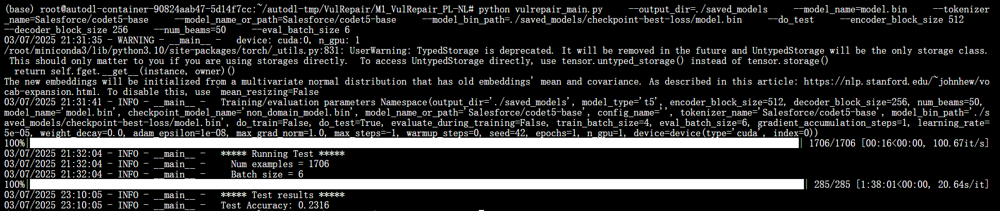 (base) root@autodl-container-90824aab47-5d14f7cc:~/autodl-tmp/VulRepair/M1_VulRepair_PL-NL# python vulrepair_main.py     --output_dir=./saved_models     --model_name=model.bin     --tokenizer
_name=Salesforce/codet5-base     --model_name_or_path=Salesforce/codet5-base     --model_bin_path=./saved_models/checkpoint-best-loss/model.bin     --do_test     --encoder_block_size 512
--decoder_block_size 256     --num_beams=50     --eval_batch_size 6
03/07/2025 21:31:35 - WARNING - __main__ -   device: cuda:0, n_gpu: 1
/root/miniconda3/lib/python3.10/site-packages/torch/_utils.py:831: UserWarning: TypedStorage is deprecated. It will be removed in the future and UntypedStorage will be the only storage class.
 This should only matter to you if you are using storages directly.  To access UntypedStorage directly, use tensor.untyped_storage() instead of tensor.storage()
  return self.fget.__get__(instance, owner)()
The new embeddings will be initialized from a multivariate normal distribution that has old embeddings' mean and covariance. As described in this article: https://nlp.stanford.edu/~johnhew/vo
cab-expansion.html. To disable this, use `mean_resizing=False`
03/07/2025 21:31:41 - INFO - __main__ -   Training/evaluation parameters Namespace(output_dir='./saved_models', model_type='t5', encoder_block_size=512, decoder_block_size=256, num_beams=50,
model_name='model.bin', checkpoint_model_name='non_domain_model.bin', model_name_or_path='Salesforce/codet5-base', config_name='', tokenizer_name='Salesforce/codet5-base', model_bin_path='./s
aved_models/checkpoint-best-loss/model.bin', do_train=False, do_test=True, evaluate_during_training=False, train_batch_size=4, eval_batch_size=6, gradient_accumulation_steps=1, learning_rate=
5e-05, weight_decay=0.0, adam_epsilon=1e-08, max_grad_norm=1.0, max_steps=-1, warmup_steps=0, seed=42, epochs=1, n_gpu=1, device=device(type='cuda', index=0))
100%| | 1706/1706 [00:16<00:00, 100.67it/s]
03/07/2025 21:32:04 - INFO - __main__ -   ***** Running Test *****
03/07/2025 21:32:04 - INFO - __main__ -     Num examples = 1706
03/07/2025 21:32:04 - INFO - __main__ -     Batch size = 6
100%| | 285/285 [1:38:01<00:00, 20.64s/it]
03/07/2025 23:10:05 - INFO - __main__ -   ***** Test results *****
03/07/2025 23:10:05 - INFO - __main__ -   Test Accuracy: 0.2316